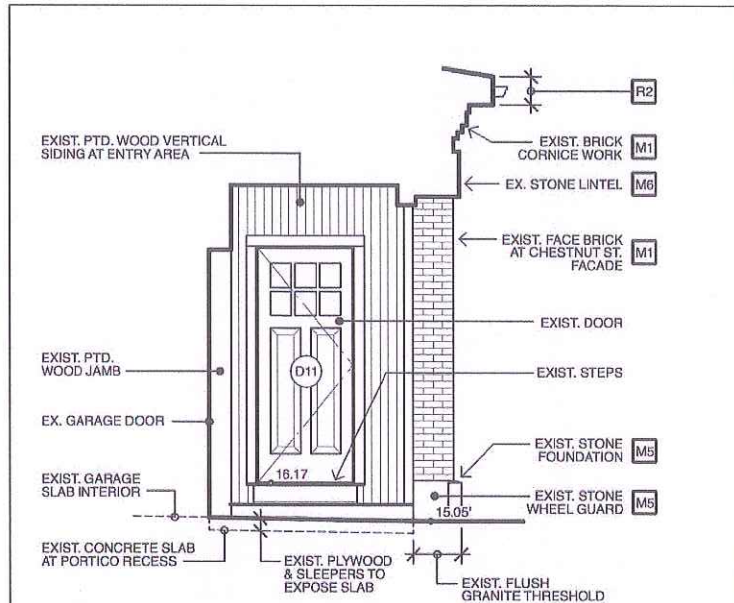 R2
EXIST. PTD. WOOD VERTICAL
SIDING AT ENTRY AREA
EXIST. BRICK
CORNICE WORK
M1
EX. STONE LINTEL
M6
EXIST. FACE BRICK
AT CHESTNUT ST.
FACADE
M1
EXIST. DOOR
EXIST. PTD.
WOOD JAMB
D11
EXIST. STEPS
EX. GARAGE DOOR
16.17
EXIST. STONE
FOUNDATION
M5
EXIST. GARAGE
SLAB INTERIOR
EXIST. STONE
WHEEL GUARD
M5
15.05'
EXIST. CONCRETE SLAB
AT PORTICO RECESS
EXIST. PLYWOOD
& SLEEPERS TO
EXPOSE SLAB
EXIST. FLUSH
GRANITE THRESHOLD